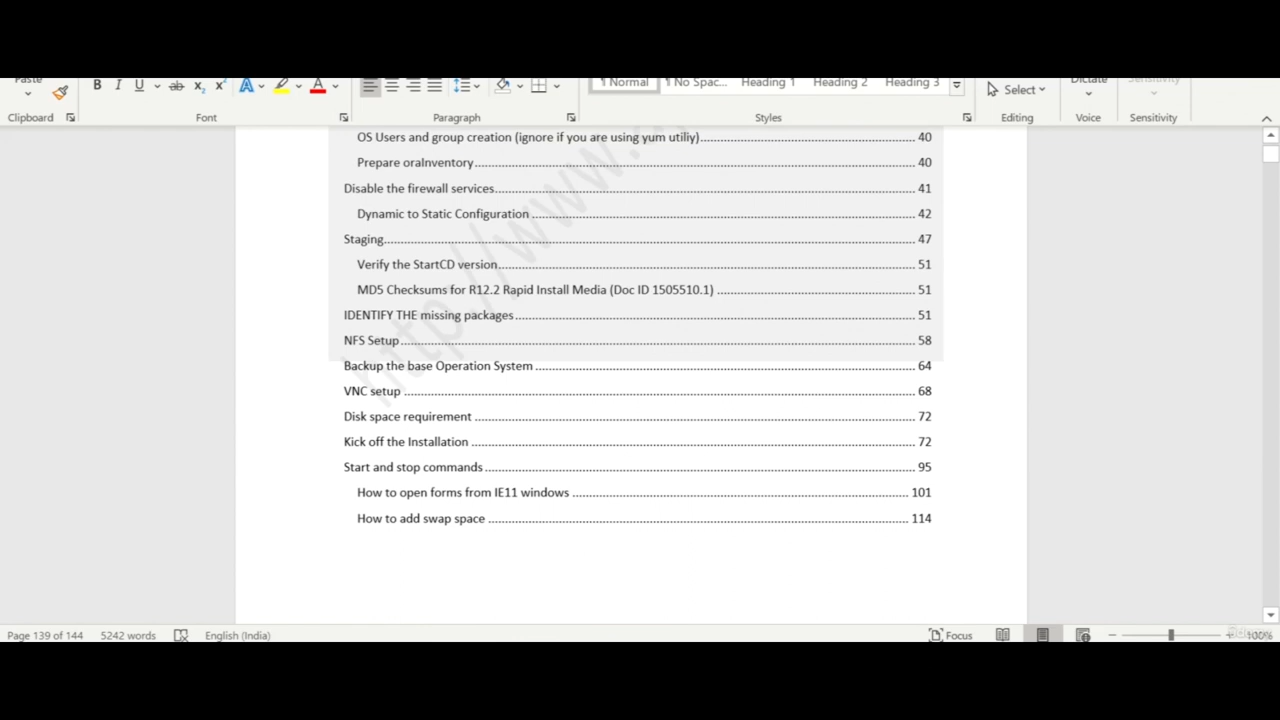 Paste
Dictate
Sensitivity
B I U ab x₂ x² A A
¶ Normal ¶ No Spac... Heading 1 Heading 2 Heading 3
Select
Clipboard Font Paragraph Styles Editing Voice Sensitivity
http://www.
OS Users and group creation (ignore if you are using yum utiliy) 40
Prepare oraInventory 40
Disable the firewall services 41
Dynamic to Static Configuration 42
Staging 47
Verify the StartCD version 51
MD5 Checksums for R12.2 Rapid Install Media (Doc ID 1505510.1) 51
IDENTIFY THE missing packages 51
NFS Setup 58
Backup the base Operation System 64
VNC setup 68
Disk space requirement 72
Kick off the Installation 72
Start and stop commands 95
How to open forms from IE11 windows 101
How to add swap space 114
Page 139 of 144 5242 words English (India) Focus 100%